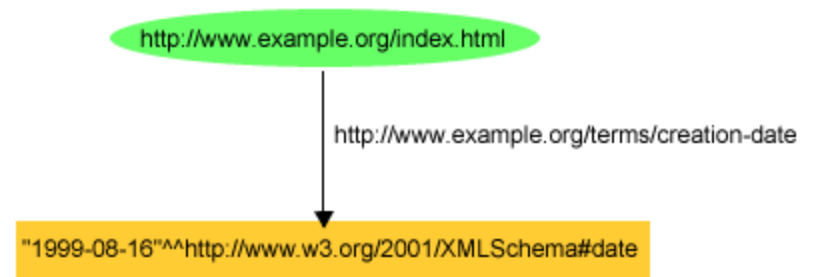 http://www.example.org/index.html
http://www.example.org/terms/creation-date
"1999-08-16"^^http://www.w3.org/2001/XMLSchema#date